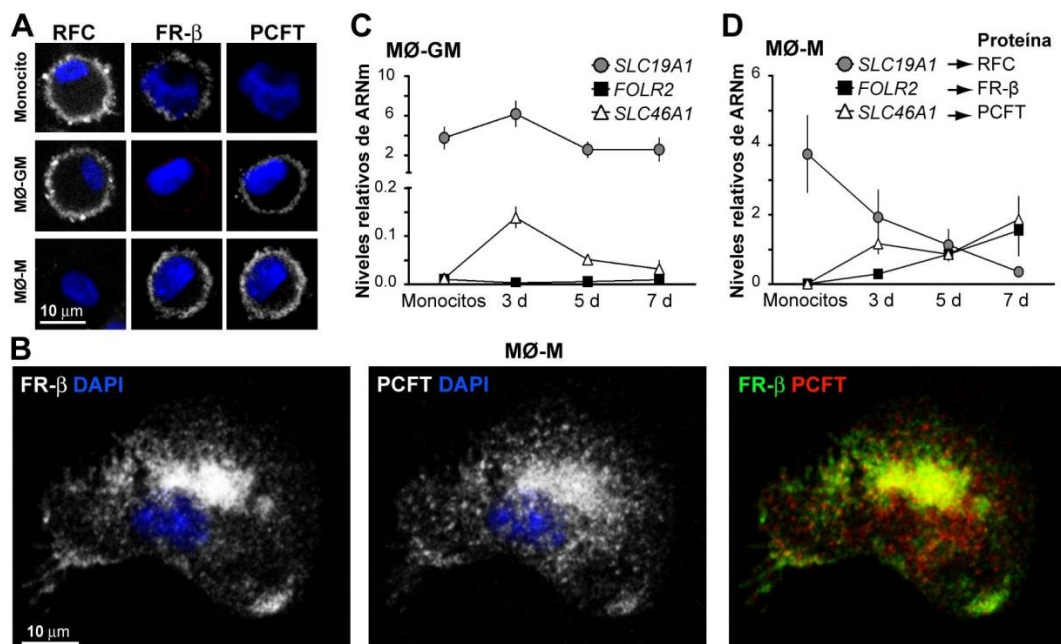 A
RFC FR-β PCFT
Monocito
MØ-GM
MØ-M
10 µm
C
MØ-GM
SLC19A1
FOLR2
SLC46A1
Niveles relativos de ARNm
10
6
2
0.2
0.1
0.0
Monocitos 3 d 5 d 7 d
D
MØ-M
Proteína
SLC19A1 RFC
FOLR2 FR-β
SLC46A1 PCFT
Niveles relativos de ARNm
6
4
2
0
Monocitos 3 d 5 d 7 d
B
MØ-M
FR-β DAPI
10 µm
PCFT DAPI
FR-β PCFT